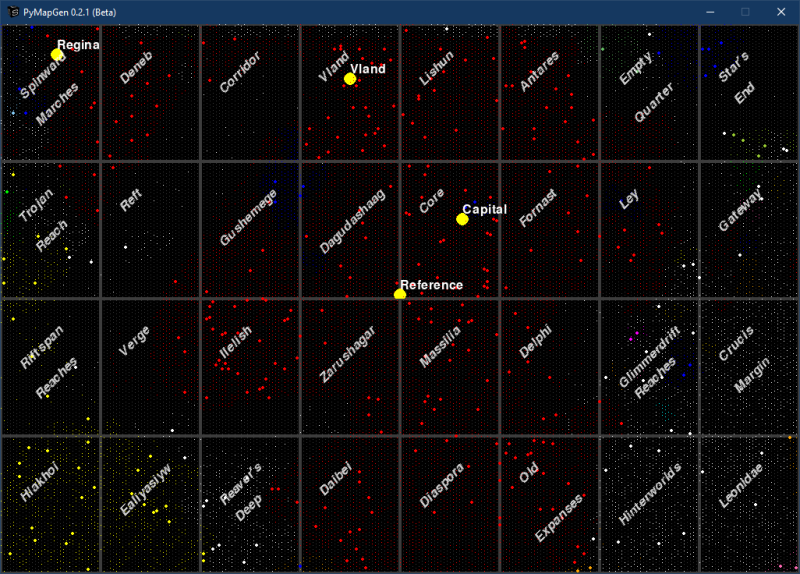 PyMapGen 0.2.1 (Beta)
Regina
Spinward
Marches
Deneb
Corridor
Vland
Vland
Lishun
Antares
Empty
Quarter
Star's
End
Trojan
Reach
Reft
Gushemege
Dagudashaag
Core
Capital
Fornast
Ley
Gateway
Reference
Riftspan
Reaches
Verge
Ilelish
Zarushagar
Massilia
Delphi
Glimmerdrift
Reaches
Crucis
Margin
Hlakhoi
Ealiyasiyw
Reaver's
Deep
Daibei
Diaspora
Old
Expanses
Hinterworlds
Leonidae